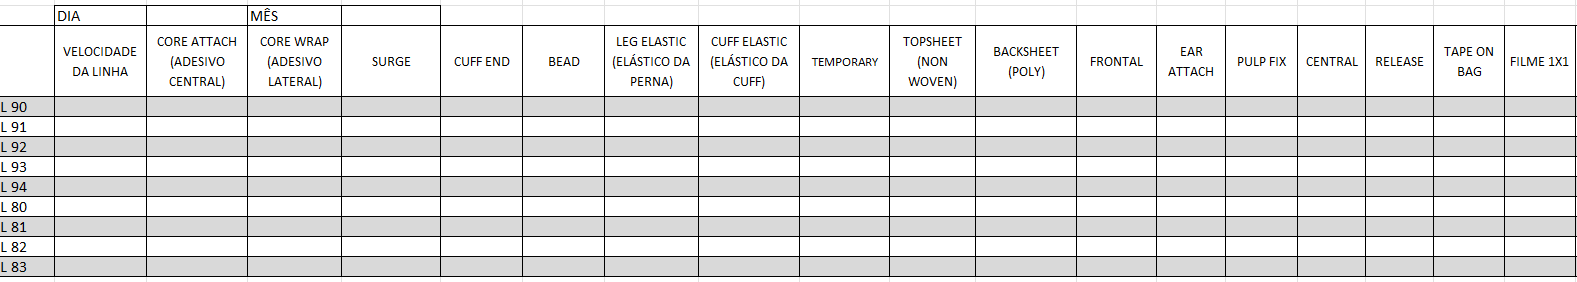 DIA MÊS
VELOCIDADE DA LINHA
CORE ATTACH (ADESIVO CENTRAL)
CORE WRAP (ADESIVO LATERAL)
SURGE
CUFF END
BEAD
LEG ELASTIC (ELÁSTICO DA PERNA)
CUFF ELASTIC (ELÁSTICO DA CUFF)
TEMPORARY
TOPSHEET (NON WOVEN)
BACKSHEET (POLY)
FRONTAL
EAR ATTACH
PULP FIX
CENTRAL
RELEASE
TAPE ON BAG
FILME 1X1
L 90
L 91
L 92
L 93
L 94
L 80
L 81
L 82
L 83